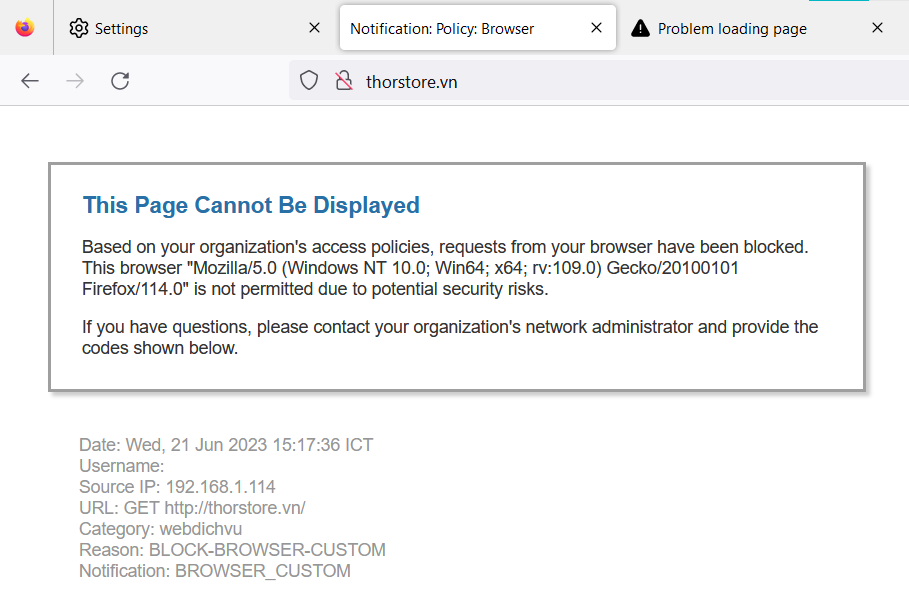 Settings
Notification: Policy: Browser
Problem loading page
thorstore.vn
This Page Cannot Be Displayed
Based on your organization's access policies, requests from your browser have been blocked.
This browser "Mozilla/5.0 (Windows NT 10.0; Win64; x64; rv:109.0) Gecko/20100101
Firefox/114.0" is not permitted due to potential security risks.
If you have questions, please contact your organization's network administrator and provide the
codes shown below.
Date: Wed, 21 Jun 2023 15:17:36 ICT
Username:
Source IP: 192.168.1.114
URL: GET http://thorstore.vn/
Category: webdichvu
Reason: BLOCK-BROWSER-CUSTOM
Notification: BROWSER_CUSTOM